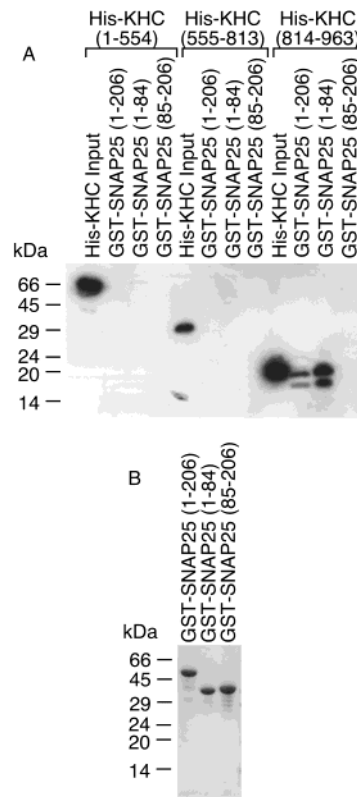 A
His-KHC His-KHC His-KHC
(1-554) (555-813) (814-963)
His-KHC Input
GST-SNAP25 (1-206)
GST-SNAP25 (1-84)
GST-SNAP25 (85-206)
His-KHC Input
GST-SNAP25 (1-206)
GST-SNAP25 (1-84)
GST-SNAP25 (85-206)
His-KHC Input
GST-SNAP25 (1-206)
GST-SNAP25 (1-84)
GST-SNAP25 (85-206)
kDa
66
45
29
24
20
14
B
GST-SNAP25 (1-206)
GST-SNAP25 (1-84)
GST-SNAP25 (85-206)
kDa
66
45
29
24
20
14